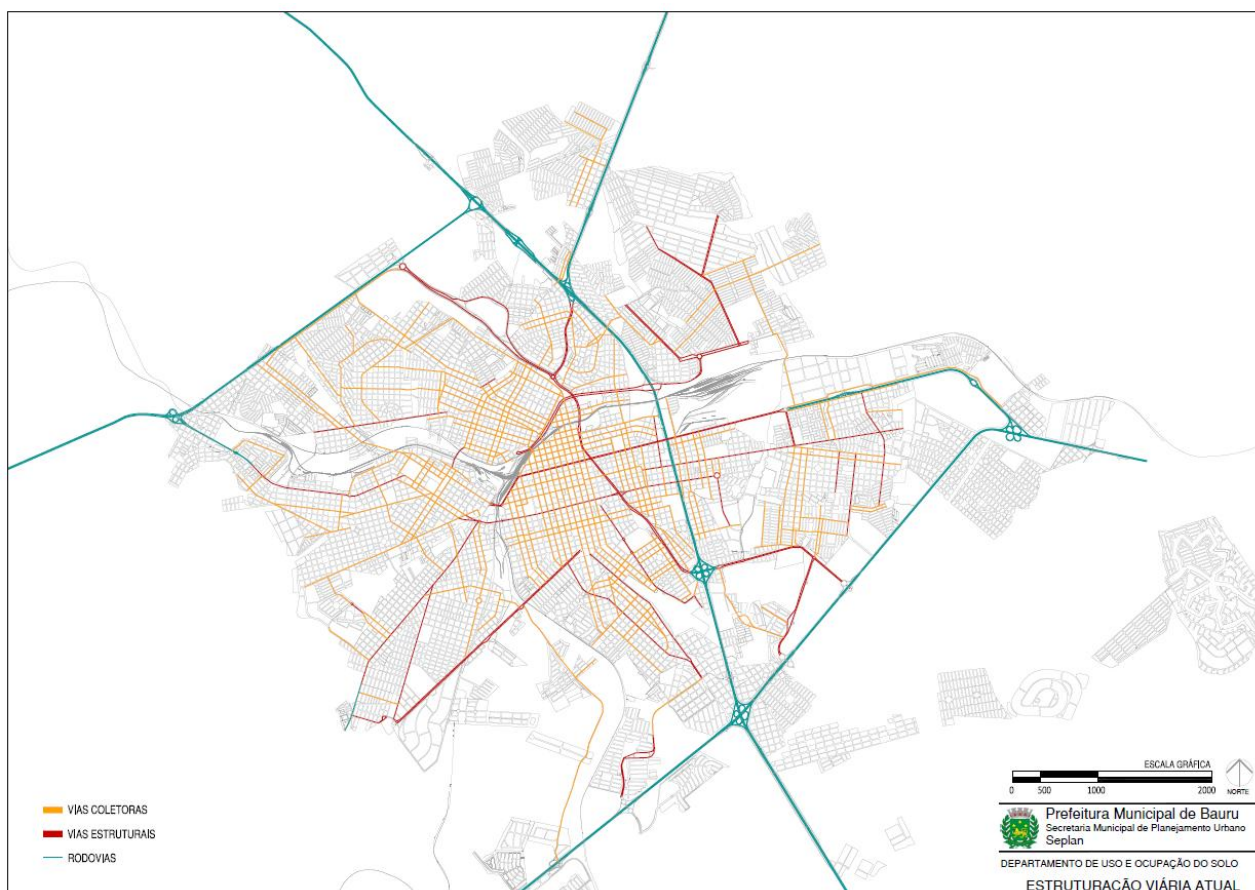 VIAS COLETORAS
VIAS ESTRUTURAIS
RODOVIAS
ESCALA GRÁFICA
0 500 1000 2000
NORTE
Prefeitura Municipal de Bauru
Secretaria Municipal de Planejamento Urbano
Seplan
DEPARTAMENTO DE USO E OCUPAÇÃO DO SOLO
ESTRUTURAÇÃO VIÁRIA ATUAL